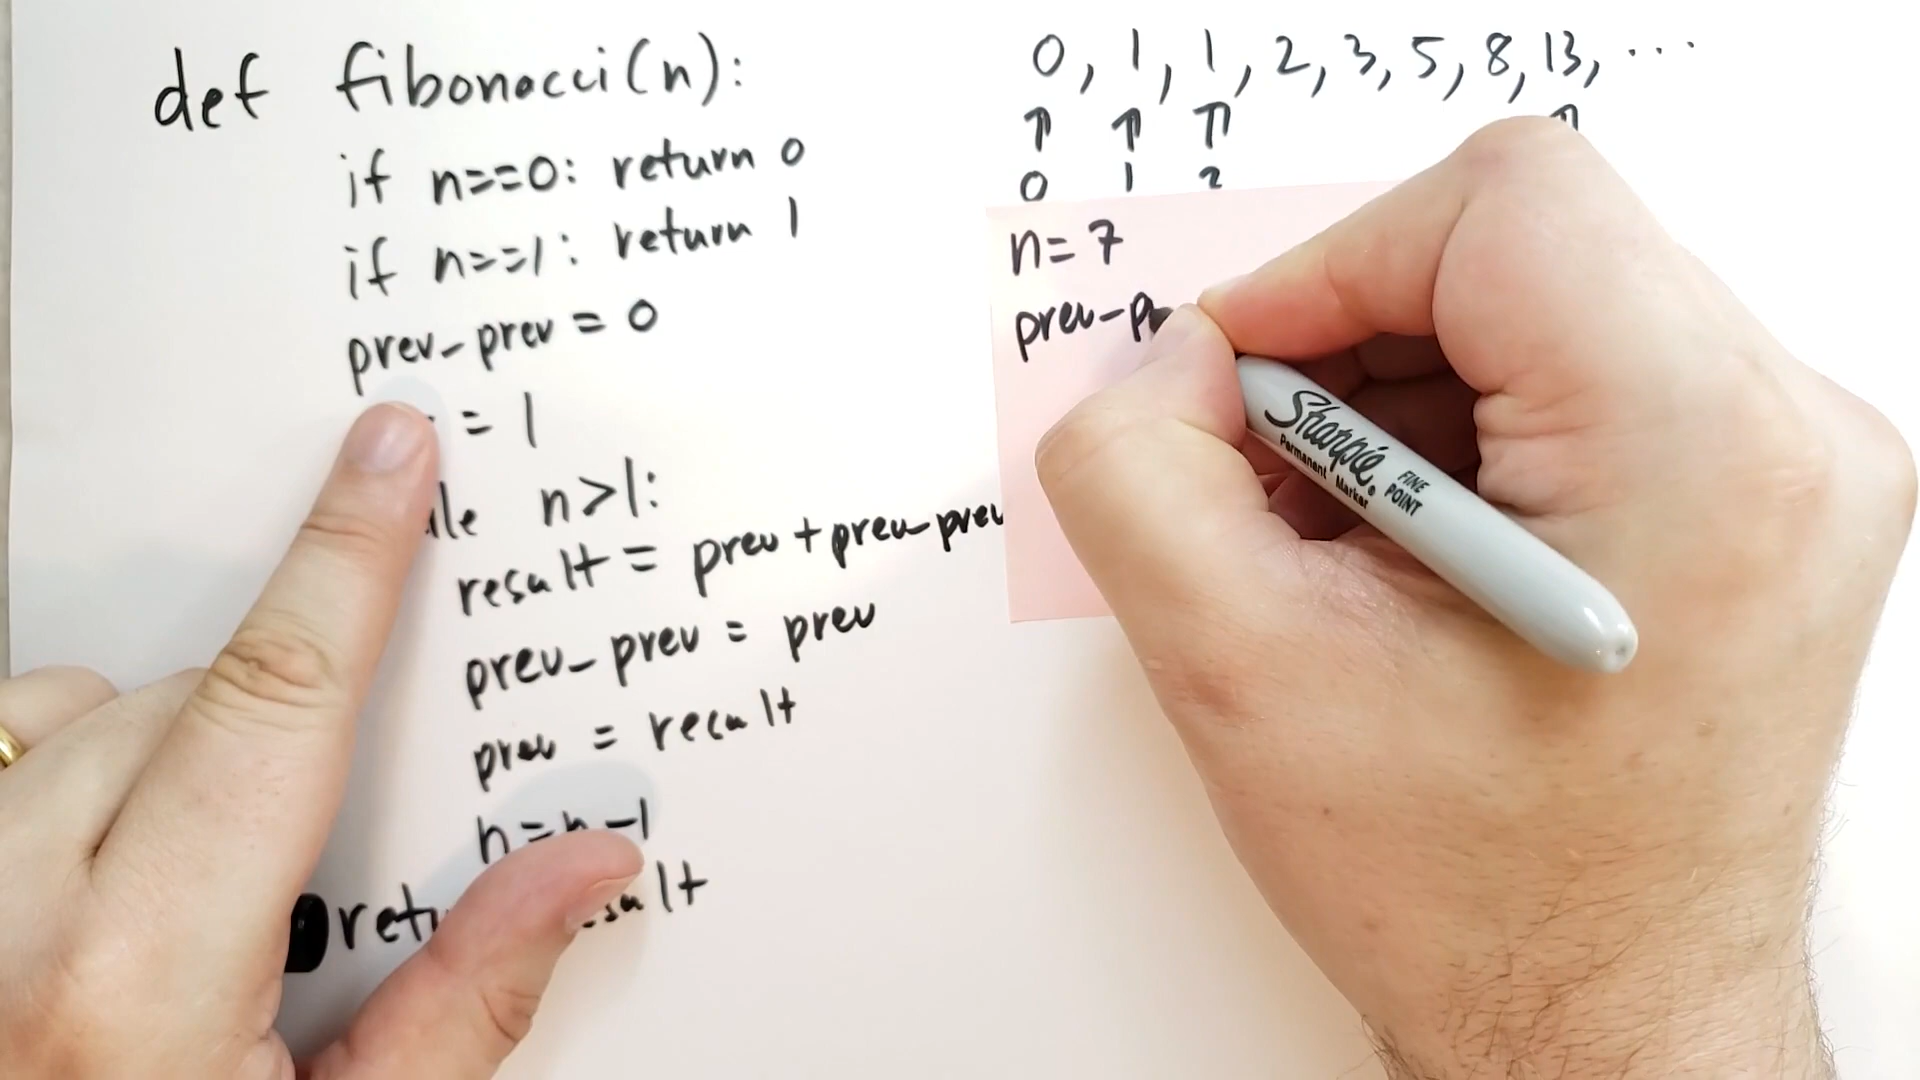 def fibonacci(n):
if n==0: return 0
if n==1: return 1
prev_prev = 0
= 1
n>1:
result = prev + prev_prev
prev_prev = prev
prev = result
n=n-1
0, 1, 1, 2, 3, 5, 8, 13, ...
↑ ↑ ↑
0 1 2
n=7
prev-p
Sharpie.
FINE POINT
Permanent Marker